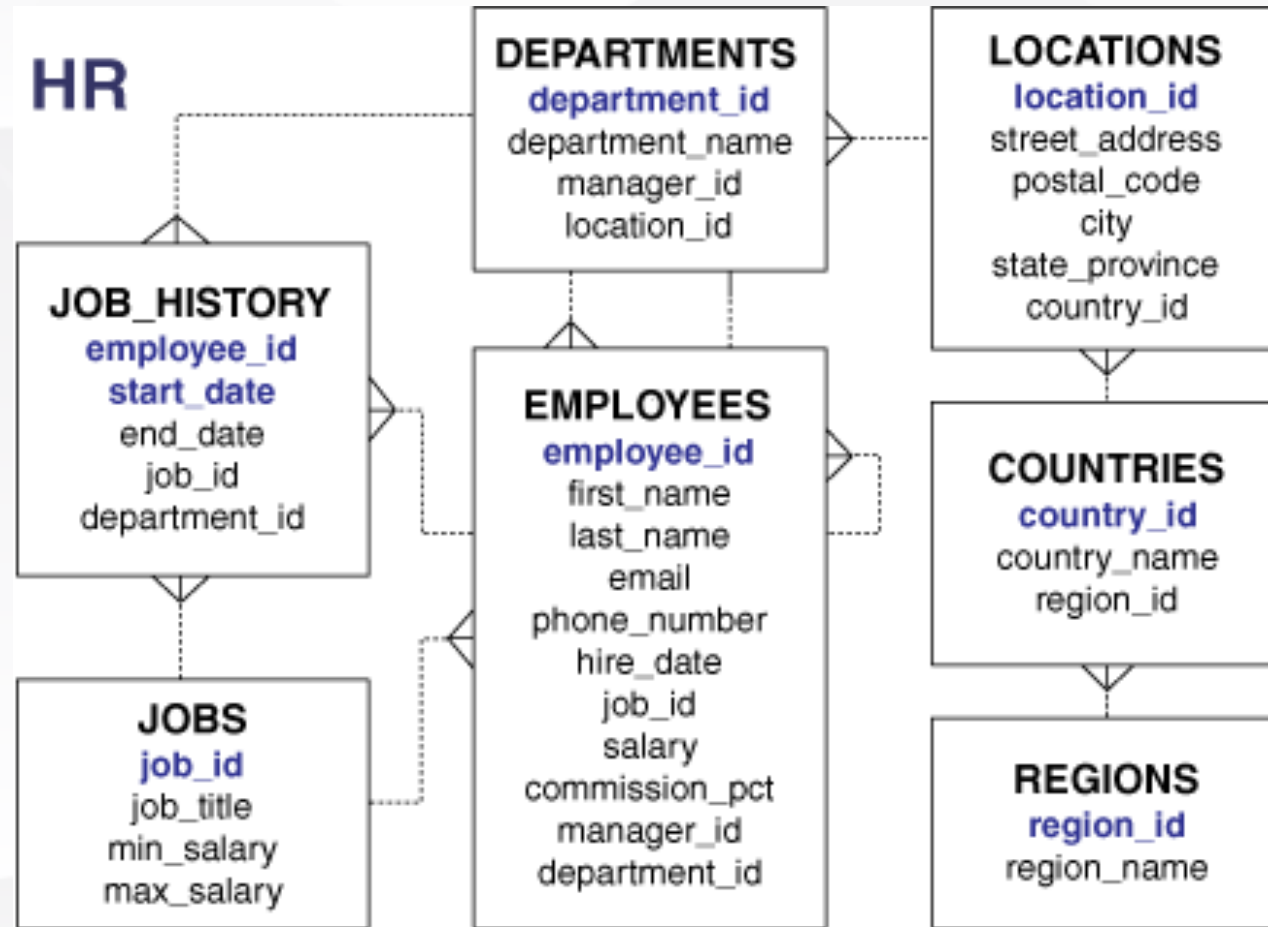 HR
DEPARTMENTS
department_id
department_name
manager_id
location_id
LOCATIONS
location_id
street_address
postal_code
city
state_province
country_id
JOB_HISTORY
employee_id
start_date
end_date
job_id
department_id
EMPLOYEES
employee_id
first_name
last_name
email
phone_number
hire_date
job_id
salary
commission_pct
manager_id
department_id
COUNTRIES
country_id
country_name
region_id
JOBS
job_id
job_title
min_salary
max_salary
REGIONS
region_id
region_name